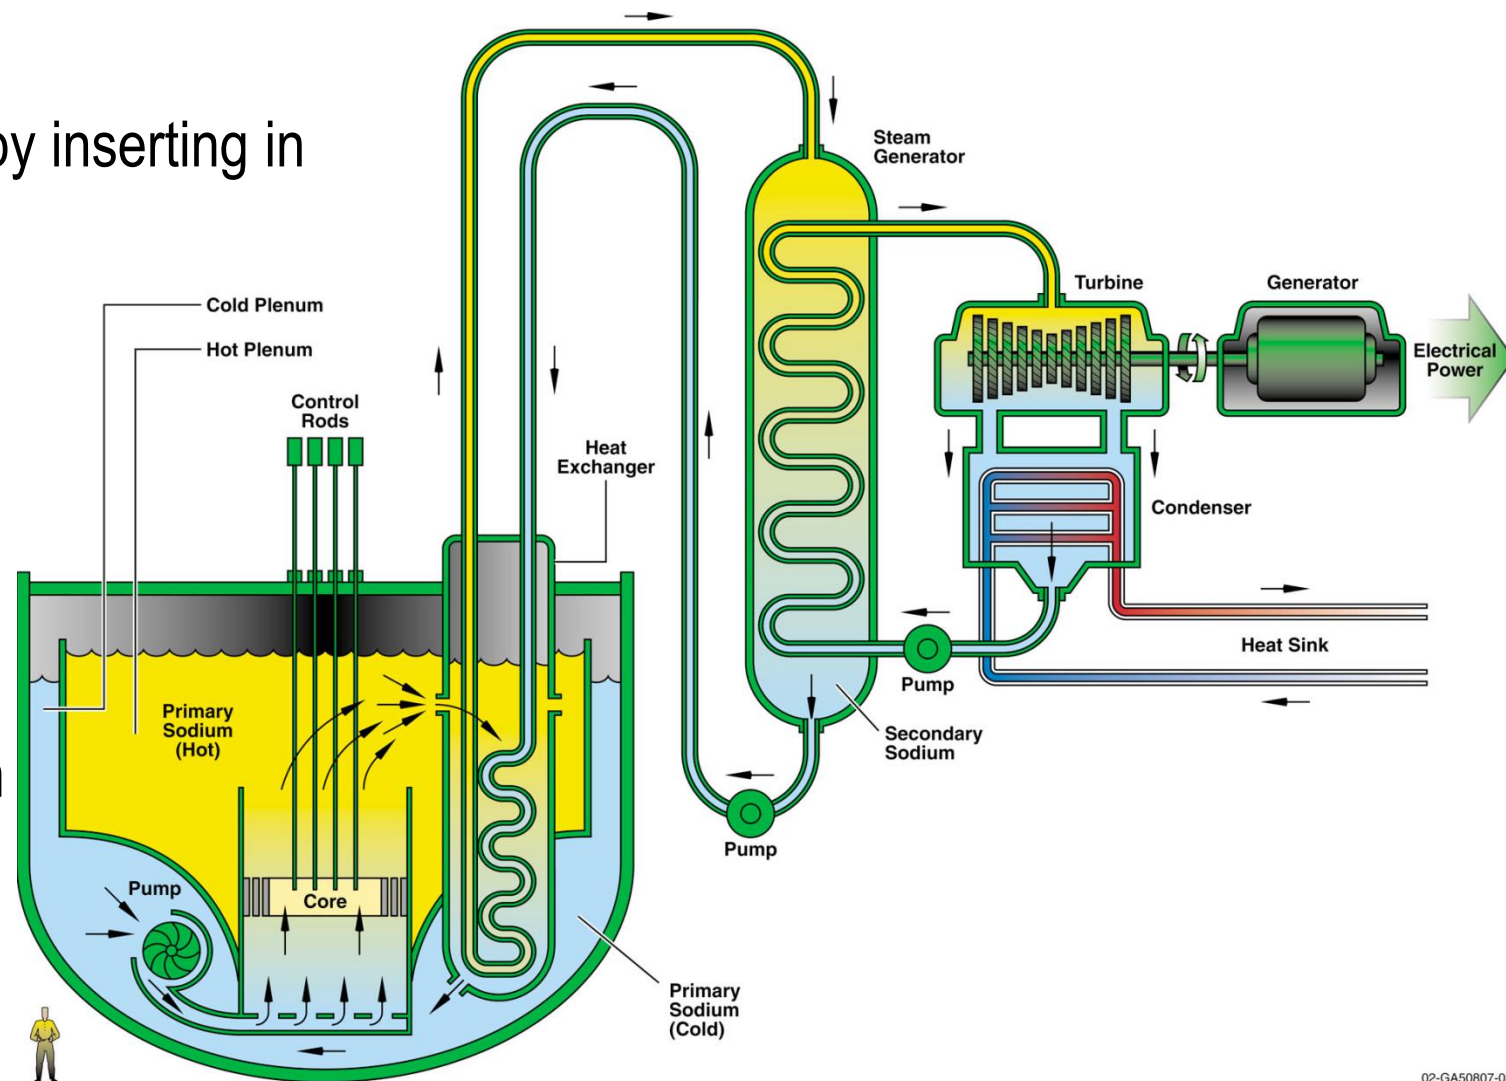 by inserting in
Steam
Generator
Cold Plenum
Hot Plenum
Turbine
Generator
Electrical
Power
Control
Rods
Heat
Exchanger
Condenser
Heat Sink
Pump
Primary
Sodium
(Hot)
Secondary
Sodium
Pump
Pump
Core
Primary
Sodium
(Cold)